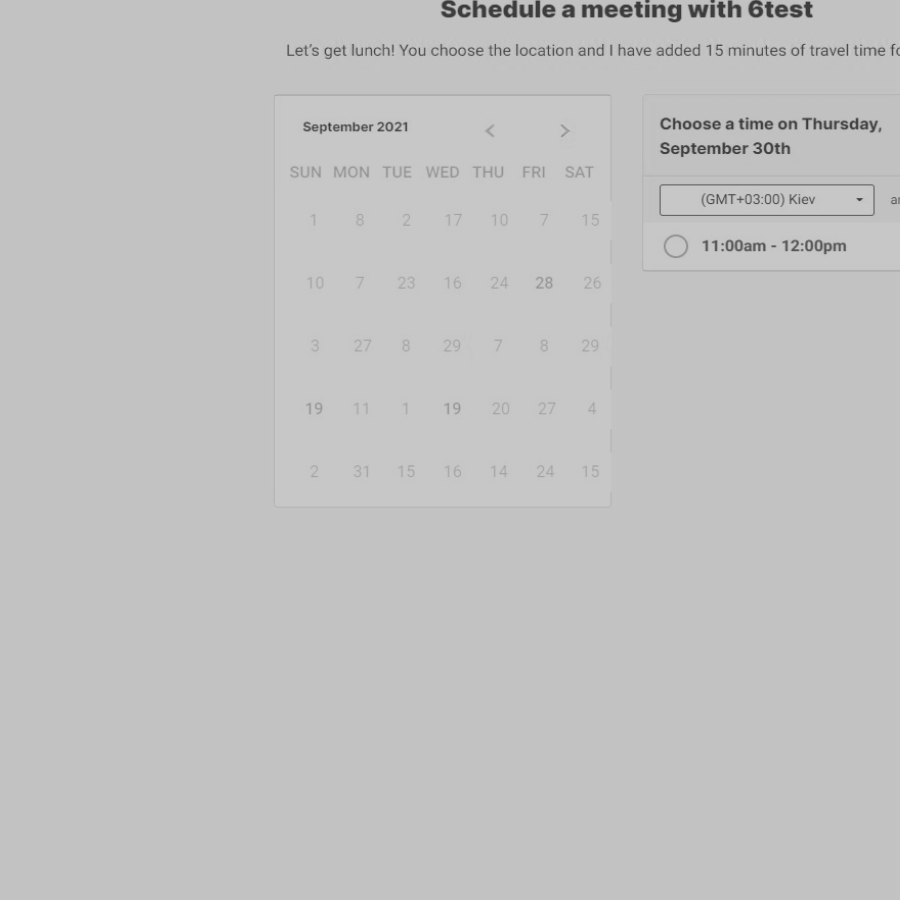 Schedule a meeting with 6test
Let's get lunch! You choose the location and I have added 15 minutes of travel time
September 2021
SUN MON TUE WED THU FRI SAT
1 8 2 17 10 7 15
10 7 23 16 24 28 26
3 27 8 29 7 8 29
19 11 1 19 20 27 4
2 31 15 16 14 24 15
Choose a time on Thursday,
September 30th
(GMT+03:00) Kiev
11:00am - 12:00pm